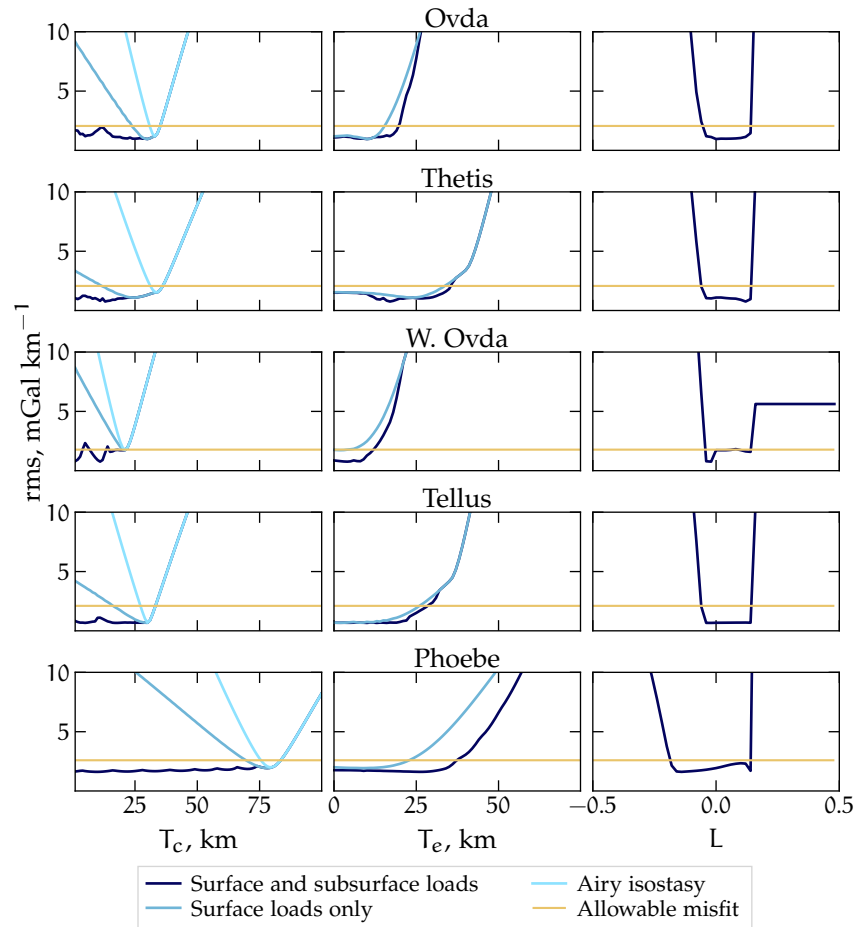 Ovda
10
5
Thetis
10
5
W. Ovda
10
5
Tellus
10
5
Phoebe
10
5
rms, mGal km−1
25 50 75
0 25 50
−0.5 0.0 0.5
T_c, km
T_e, km
L
Surface and subsurface loads
Airy isostasy
Surface loads only
Allowable misfit